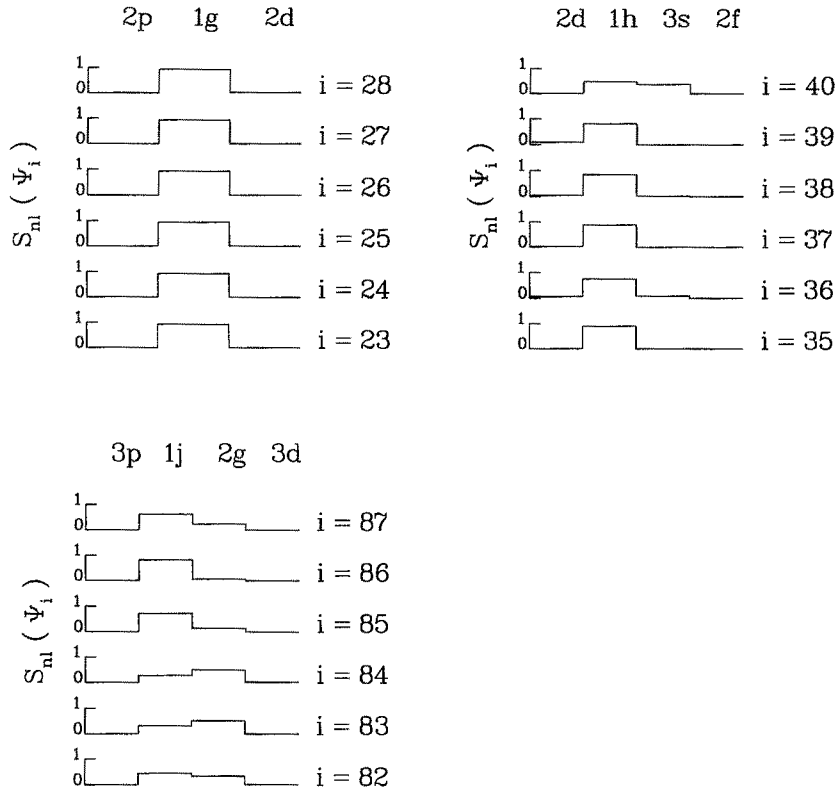 2p 1g 2d
1
0
i = 28
1
0
i = 27
1
0
i = 26
1
0
i = 25
1
0
i = 24
1
0
i = 23
S_nl ( Ψ_i )
2d 1h 3s 2f
1
0
i = 40
1
0
i = 39
1
0
i = 38
1
0
i = 37
1
0
i = 36
1
0
i = 35
S_nl ( Ψ_i )
3p 1j 2g 3d
1
0
i = 87
1
0
i = 86
1
0
i = 85
1
0
i = 84
1
0
i = 83
1
0
i = 82
S_nl ( Ψ_i )